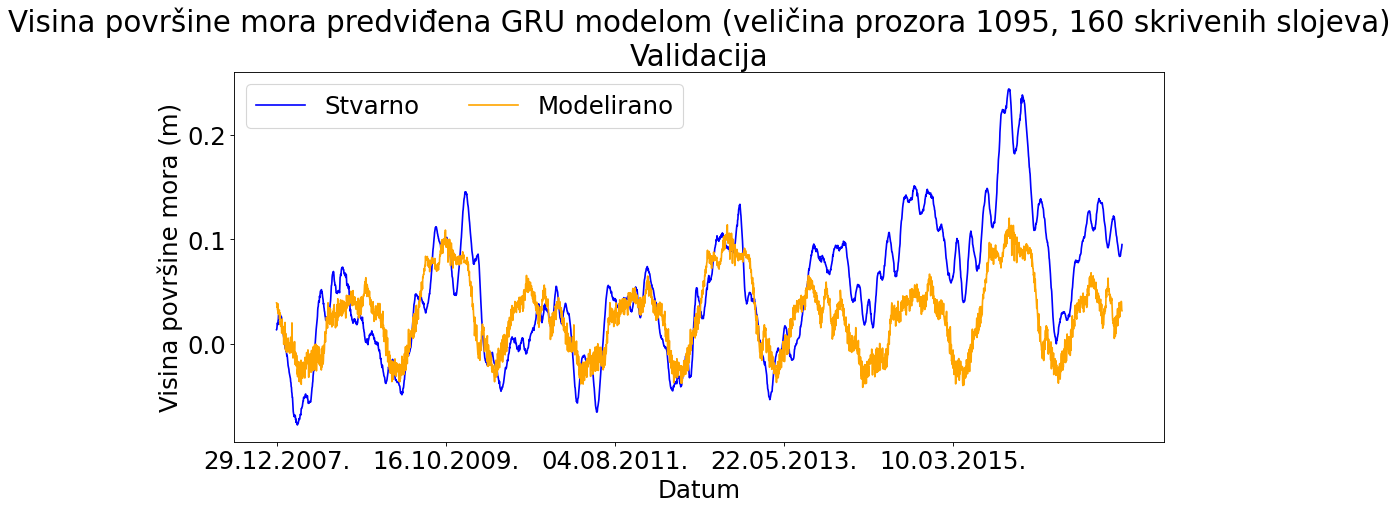 Visina površine mora predviđena GRU modelom (veličina prozora 1095, 160 skrivenih slojeva)
Validacija
Stvarno
Modelirano
Visina površine mora (m)
0.2
0.1
0.0
29.12.2007.
16.10.2009.
04.08.2011.
22.05.2013.
10.03.2015.
Datum